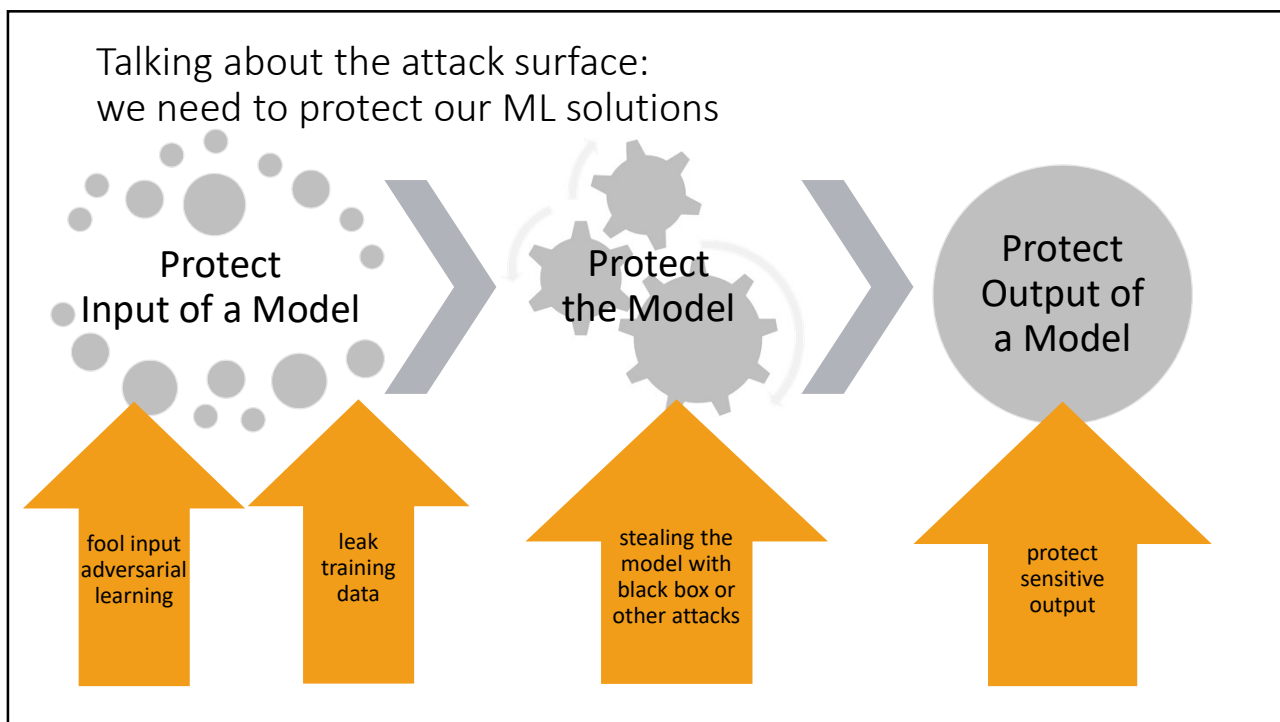 Talking about the attack surface:
we need to protect our ML solutions
Protect
Input of a Model
Protect
the Model
Protect
Output of
a Model
fool input
adversarial
learning
leak
training
data
stealing the
model with
black box or
other attacks
protect
sensitive
output